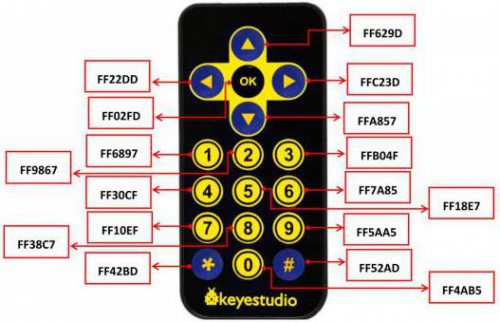 FF629D
FF22DD
OK
FFC23D
FF02FD
FFA857
FF6897
1 2 3
FFB04F
FF9867
FF30CF
4 5 6
FF7A85
FF18E7
FF10EF
7 8 9
FF5AA5
FF38C7
FF42BD
* 0 #
FF52AD
FF4AB5
keyestudio